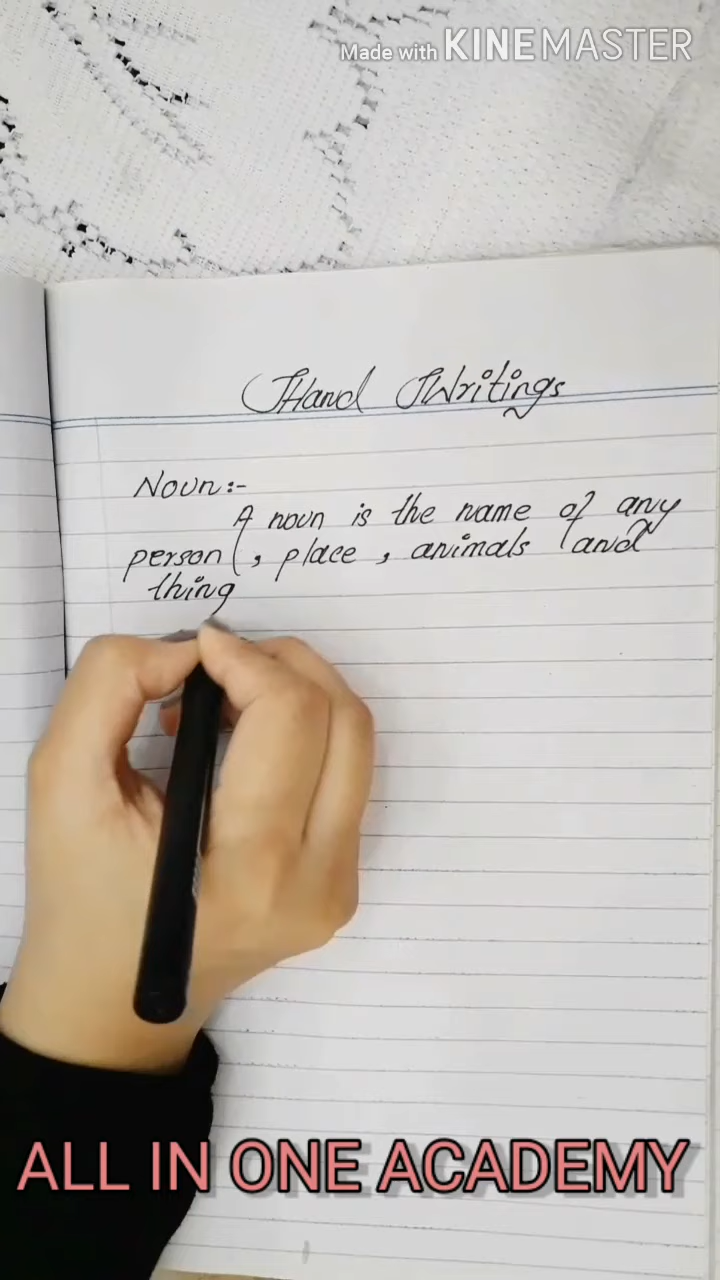 Made with KINEMASTER
Hand Writings
Noun:-
A noun is the name of any
person, place, animals and
thing
ALL IN ONE ACADEMY